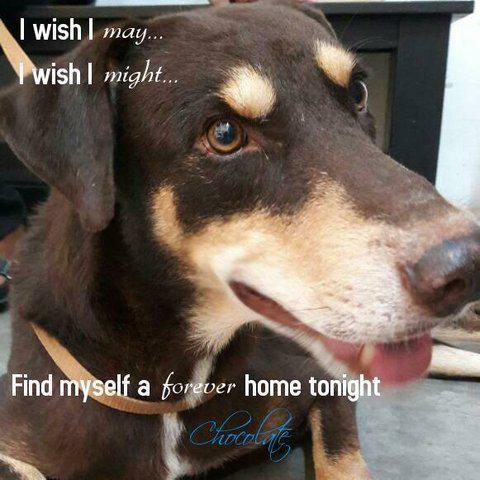 I wish I may...
I wish I might...
Find myself a forever home tonight
Chocolate